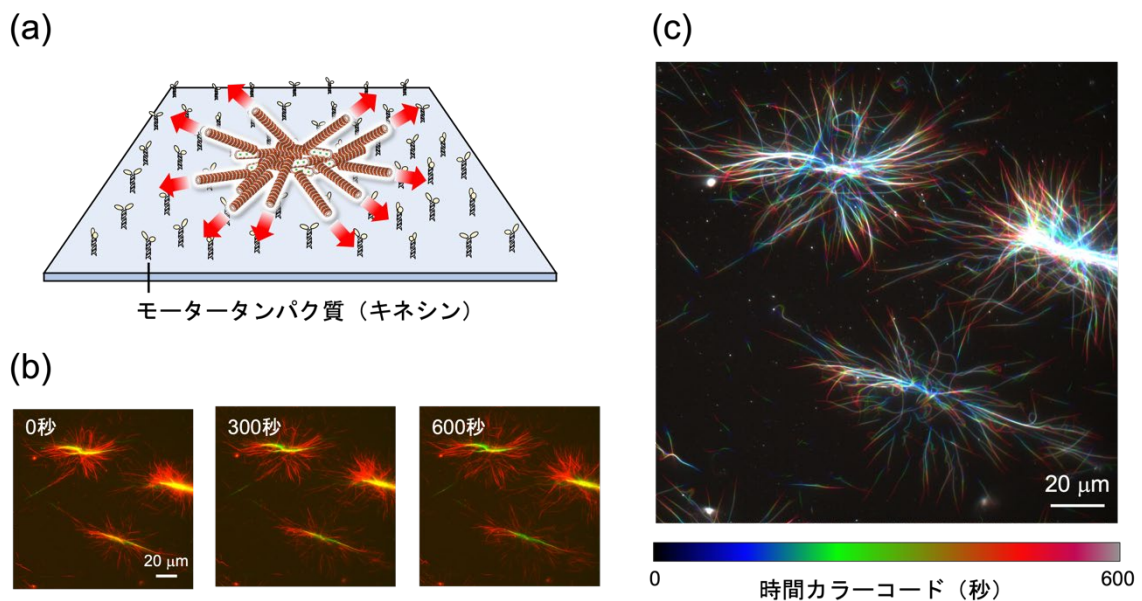 (a)
モータータンパク質（キネシン）
(b)
0秒
20 μm
300秒
600秒
(c)
20 μm
0
600
時間カラーコード（秒）